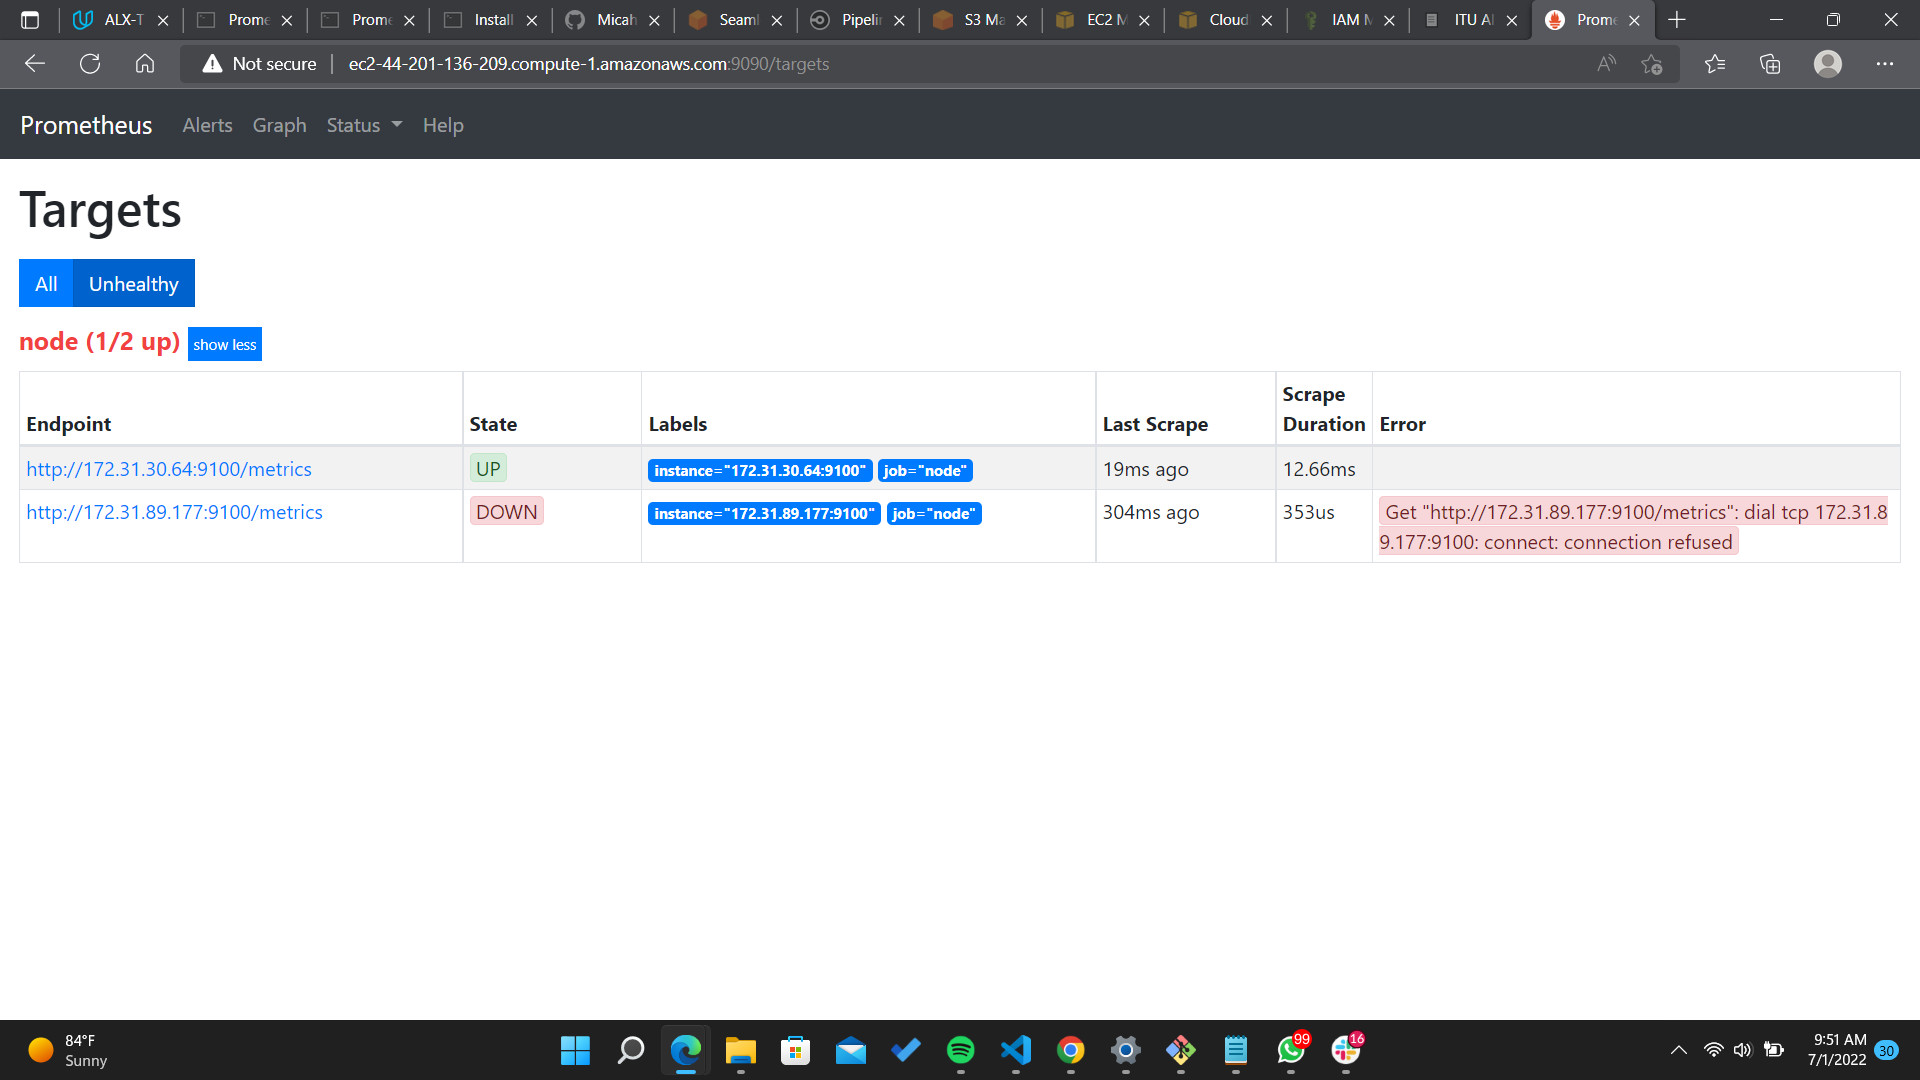 ALX-T
Prome
Prome
Install
Micah
Seaml
Pipelin
S3 Ma
EC2 M
Cloud
IAM M
ITU Al
Prome
Not secure
ec2-44-201-136-209.compute-1.amazonaws.com:9090/targets
Prometheus Alerts Graph Status Help
Targets
All Unhealthy
node (1/2 up) show less
Endpoint State Labels Last Scrape Scrape Duration Error
http://172.31.30.64:9100/metrics UP instance="172.31.30.64:9100" job="node" 19ms ago 12.66ms
http://172.31.89.177:9100/metrics DOWN instance="172.31.89.177:9100" job="node" 304ms ago 353us Get "http://172.31.89.177:9100/metrics": dial tcp 172.31.8
9.177:9100: connect: connection refused
84°F
Sunny
99
16
9:51 AM
7/1/2022
30